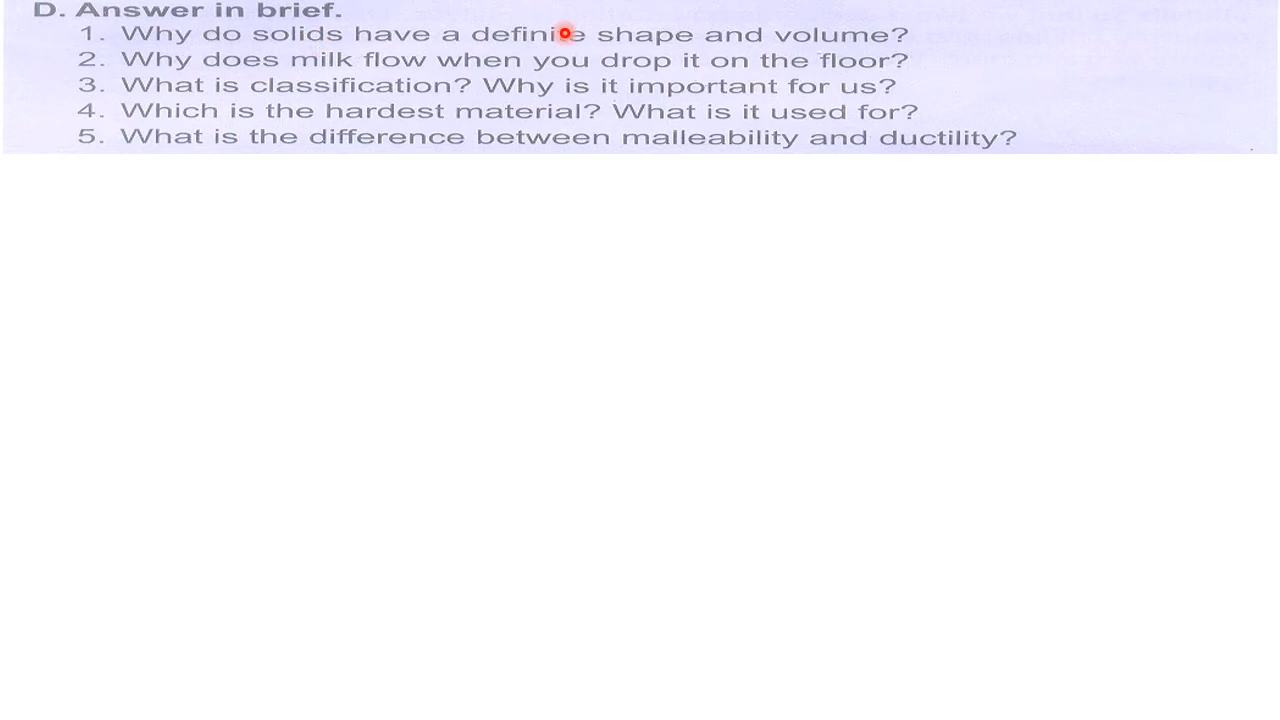 D. Answer in brief.
1. Why do solids have a definite shape and volume?
2. Why does milk flow when you drop it on the floor?
3. What is classification? Why is it important for us?
4. Which is the hardest material? What is it used for?
5. What is the difference between malleability and ductility?